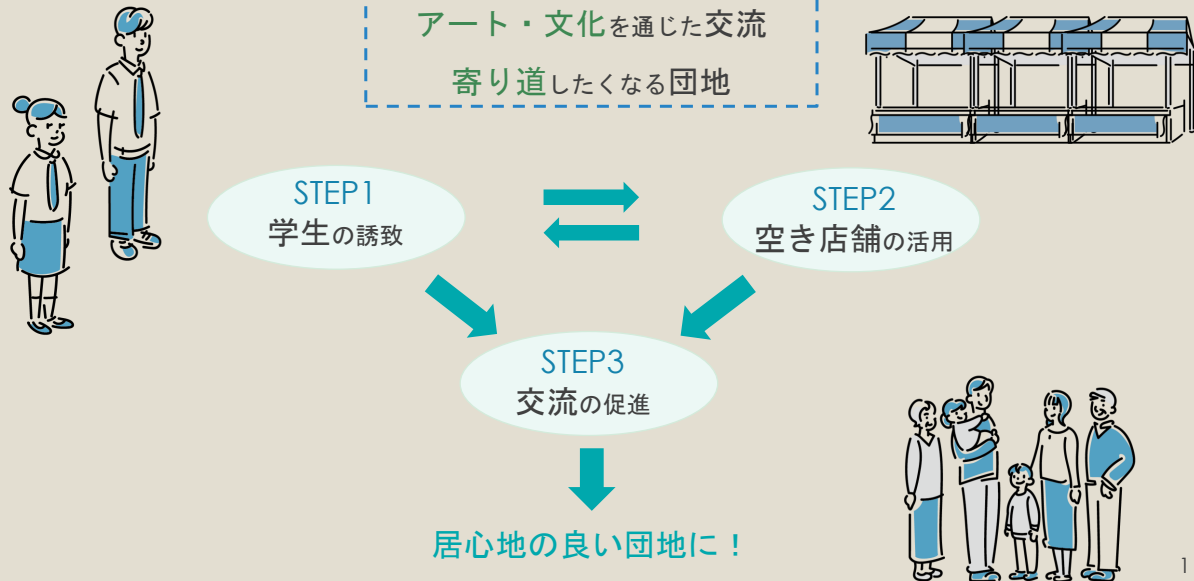 アート・文化を通じた交流
寄り道したくなる団地
STEP1
学生の誘致
STEP2
空き店舗の活用
STEP3
交流の促進
居心地の良い団地に！
1